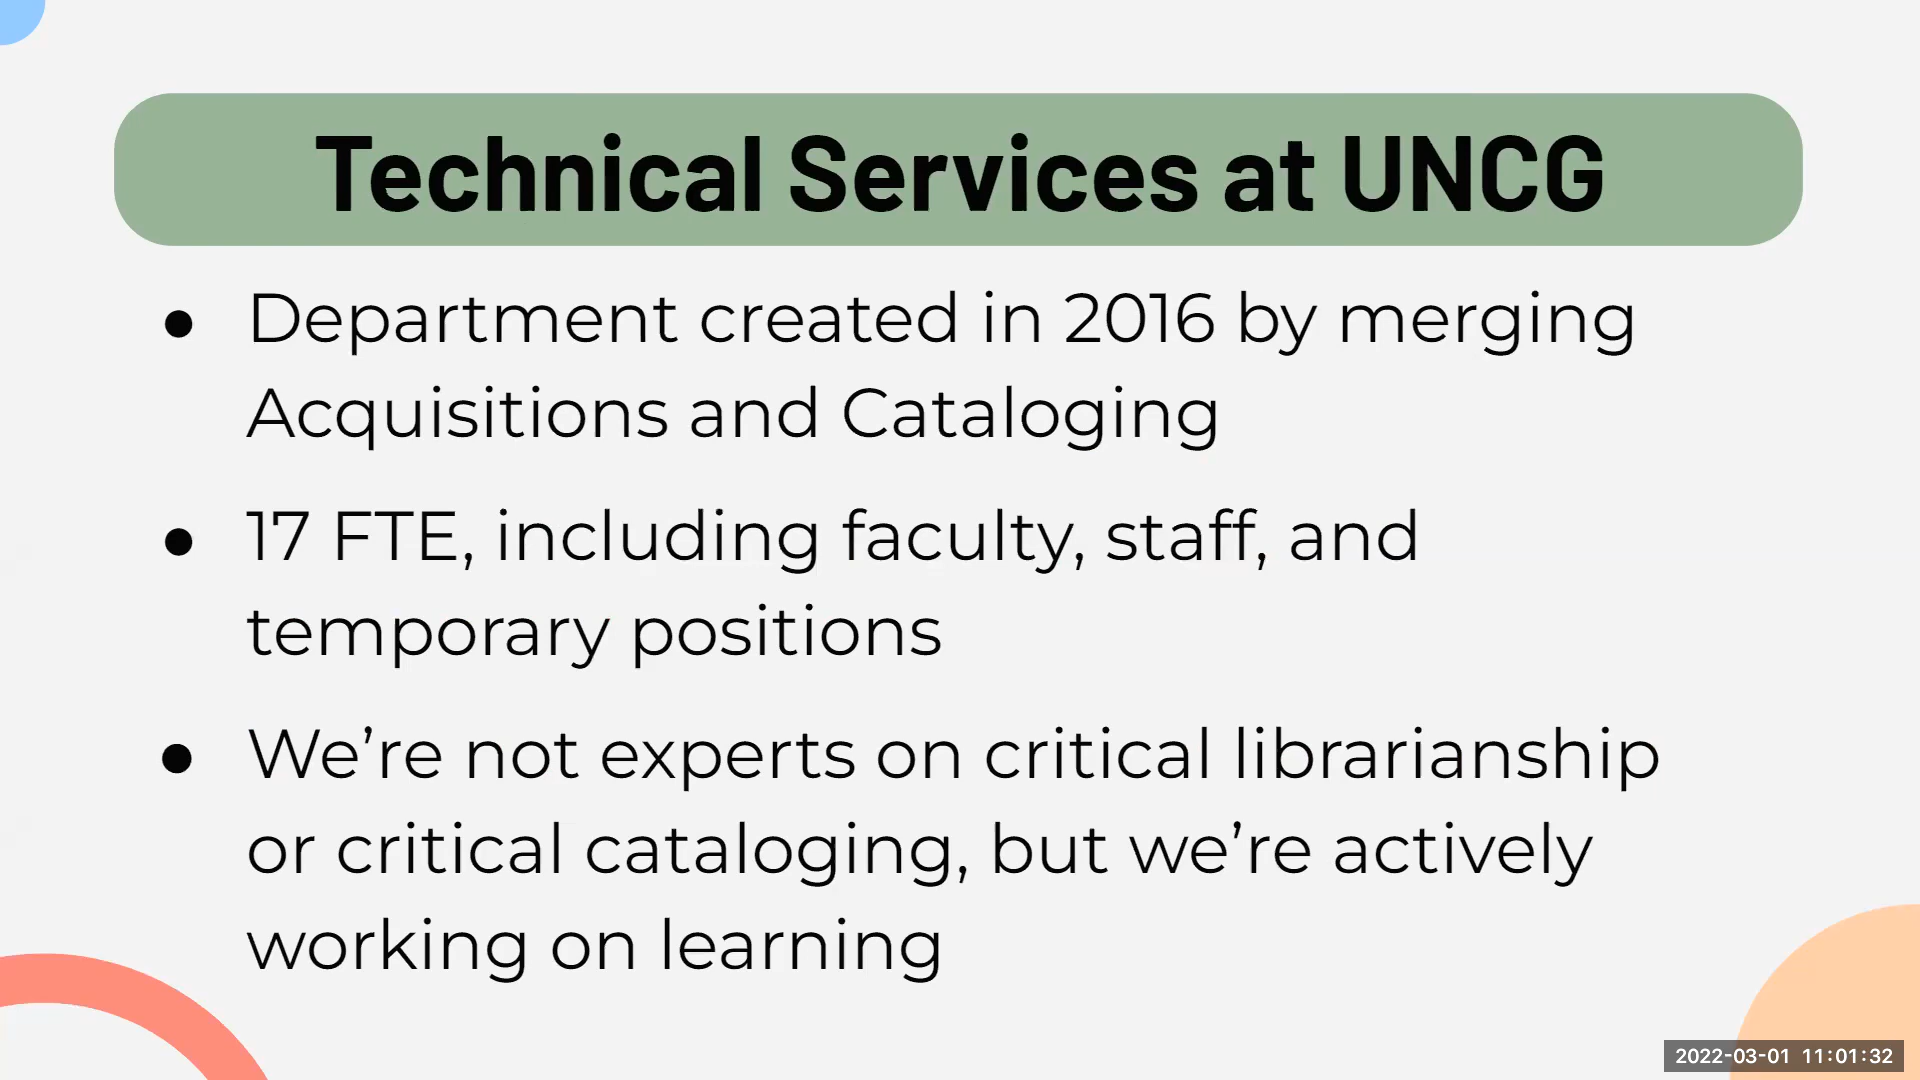 Technical Services at UNCG
● Department created in 2016 by merging
Acquisitions and Cataloging
● 17 FTE, including faculty, staff, and
temporary positions
● We’re not experts on critical librarianship
or critical cataloging, but we’re actively
working on learning
2022-03-01 11:01:32